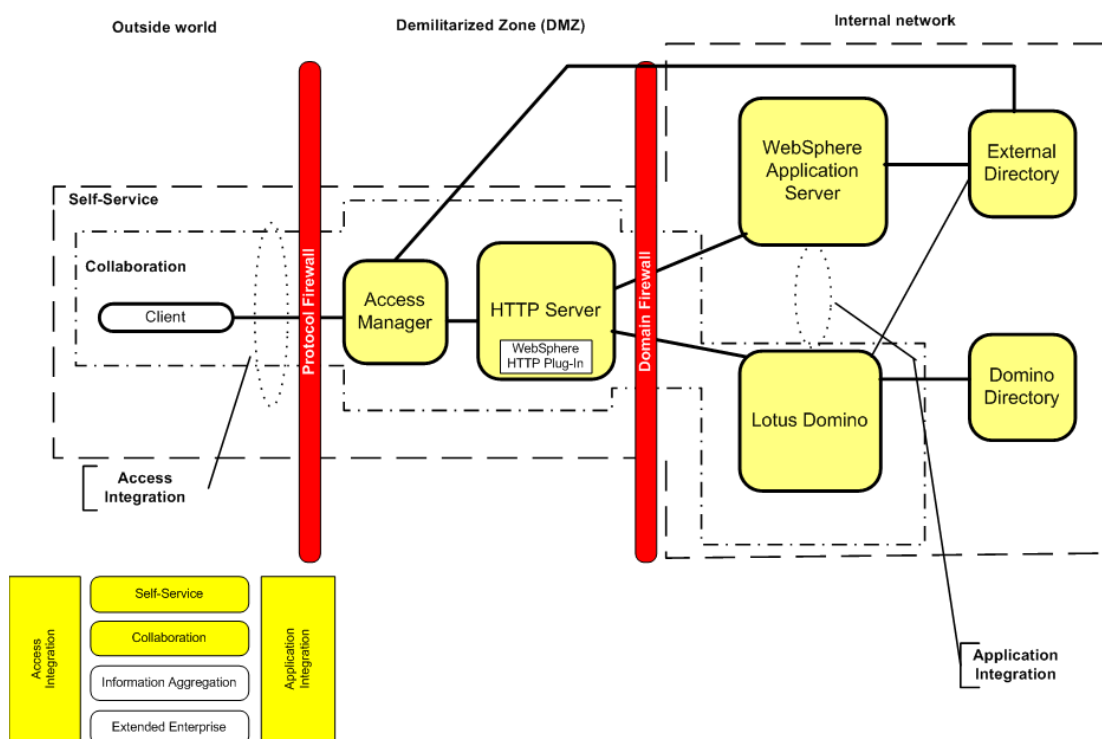 Outside world
Demilitarized Zone (DMZ)
Internal network
Self-Service
Collaboration
Client
Protocol Firewall
Access
Manager
HTTP Server
WebSphere
HTTP Plug-In
Domain Firewall
WebSphere
Application
Server
External
Directory
Lotus Domino
Domino
Directory
Access
Integration
Application
Integration
Access
Integration
Self-Service
Collaboration
Information Aggregation
Extended Enterprise
Application
Integration